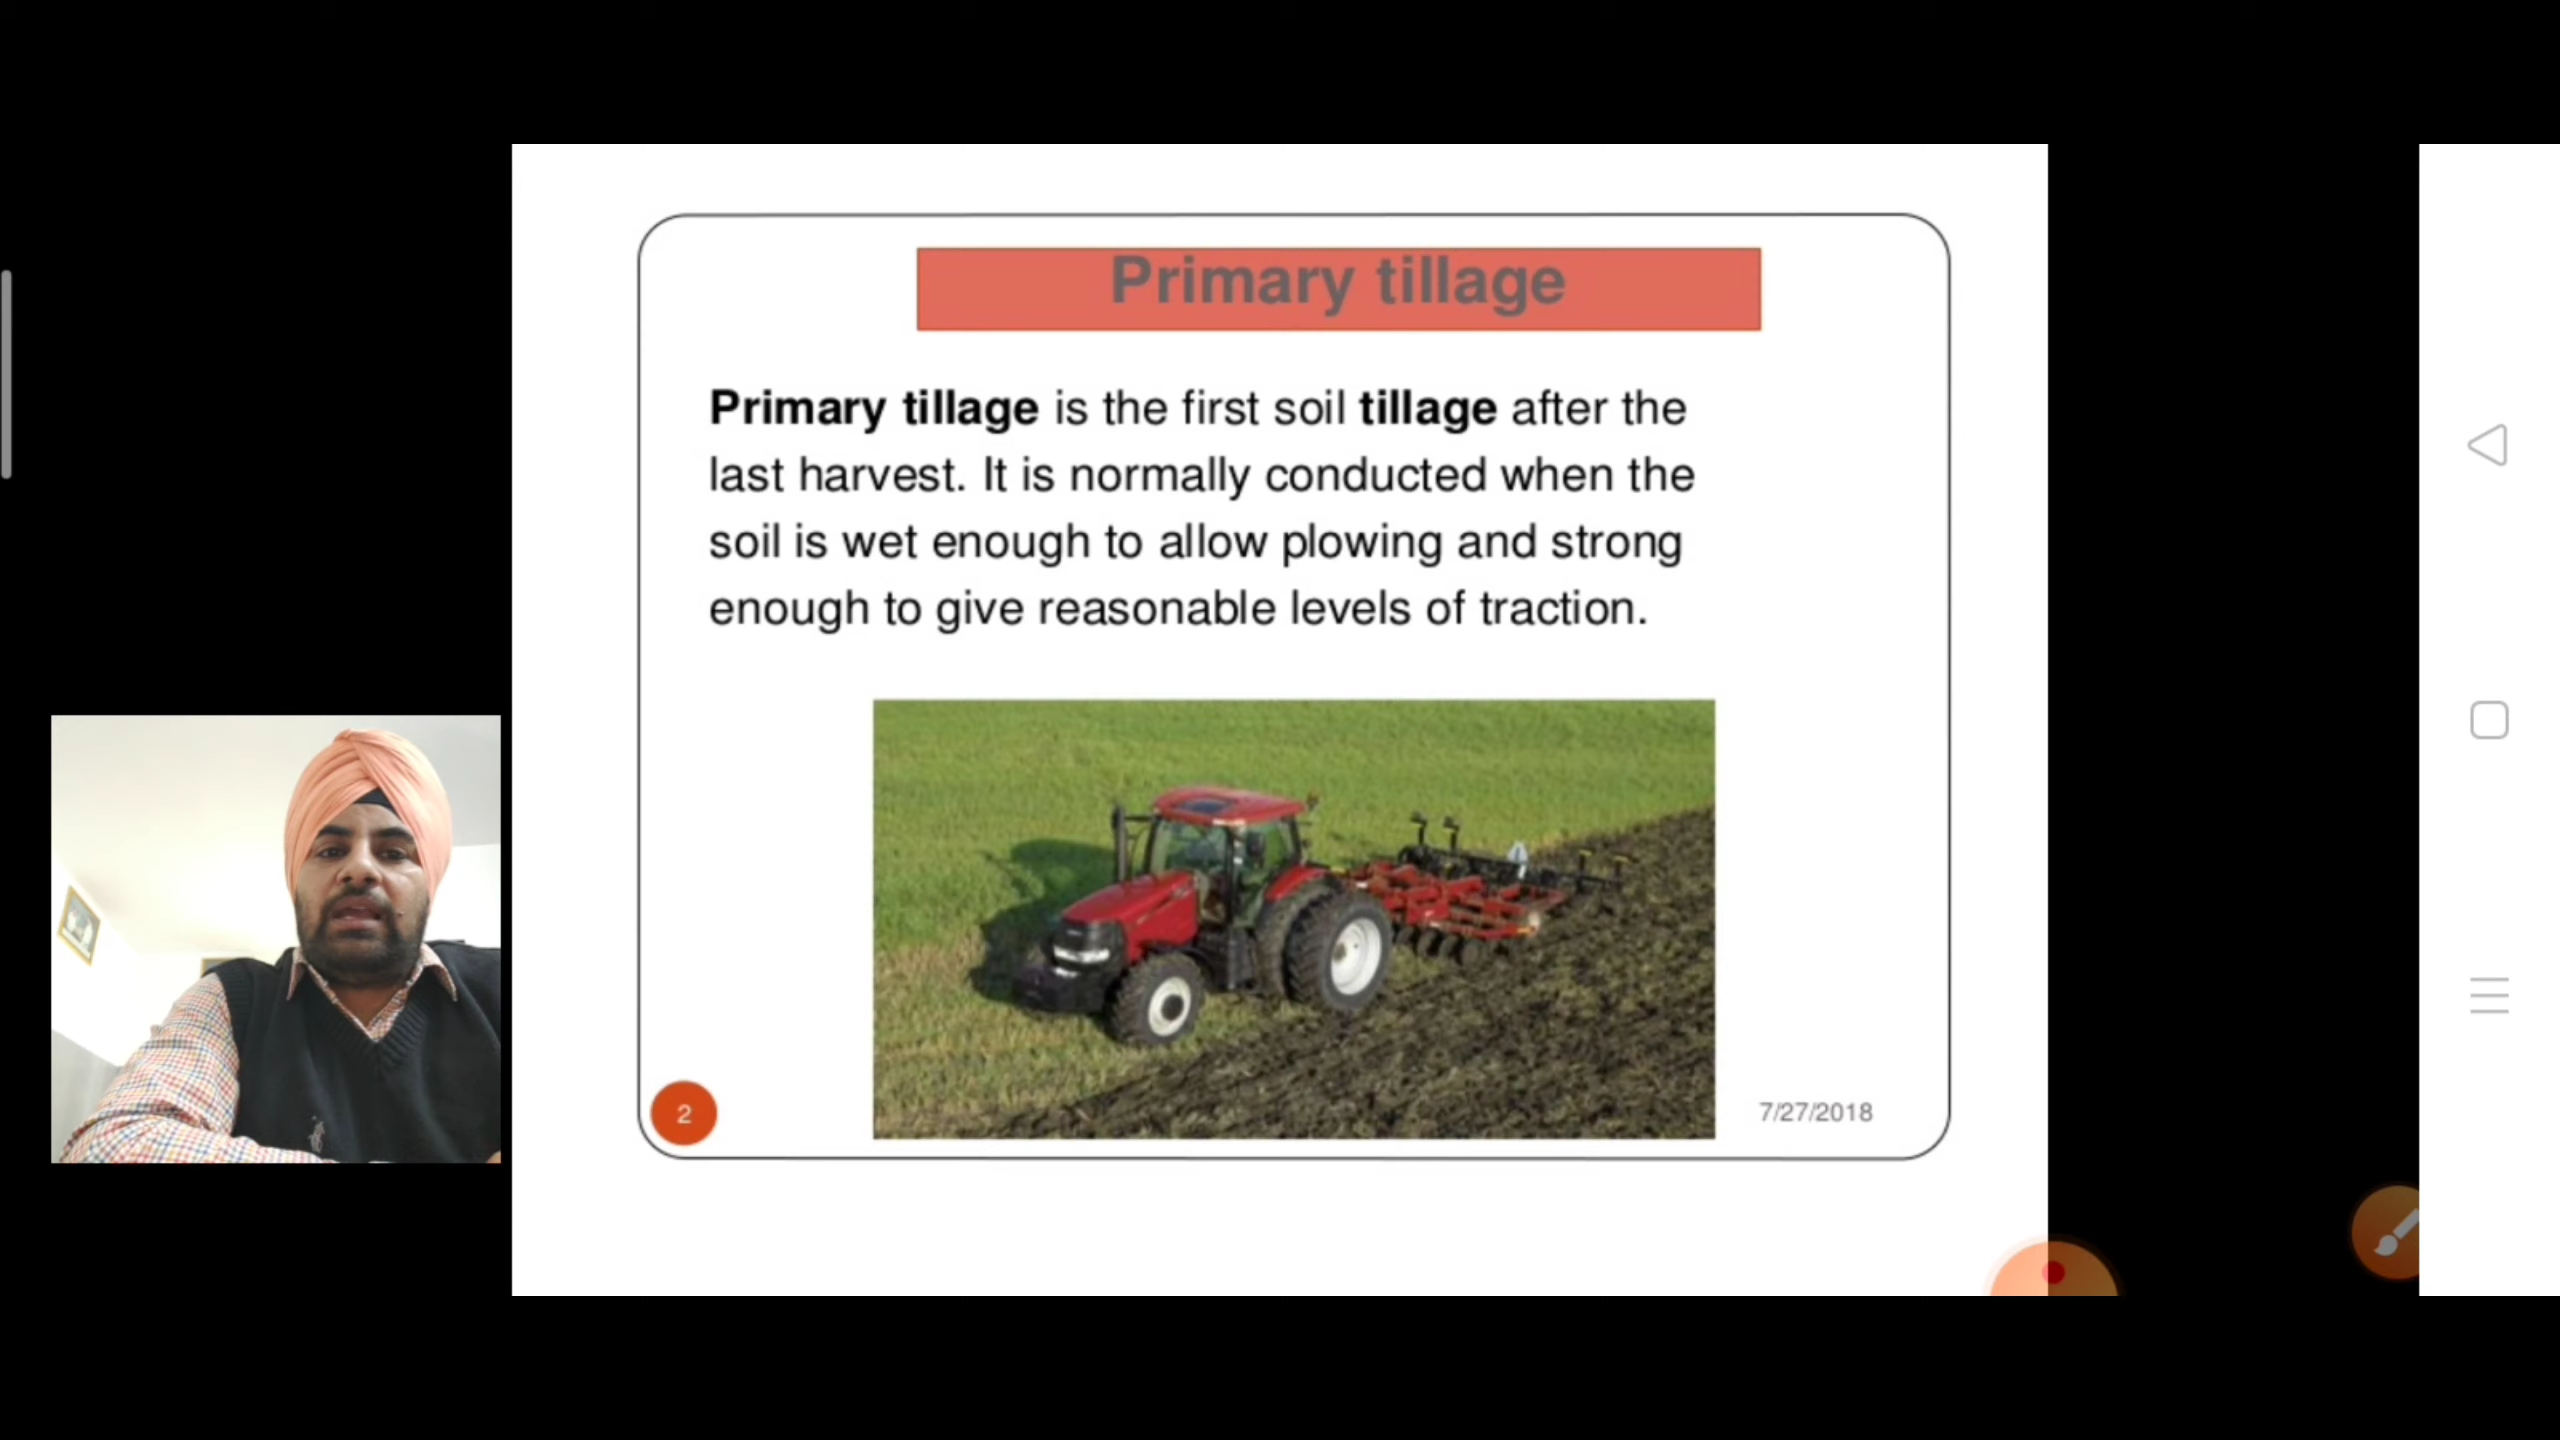 Primary tillage
Primary tillage is the first soil tillage after the
last harvest. It is normally conducted when the
soil is wet enough to allow plowing and strong
enough to give reasonable levels of traction.
2
7/27/2018